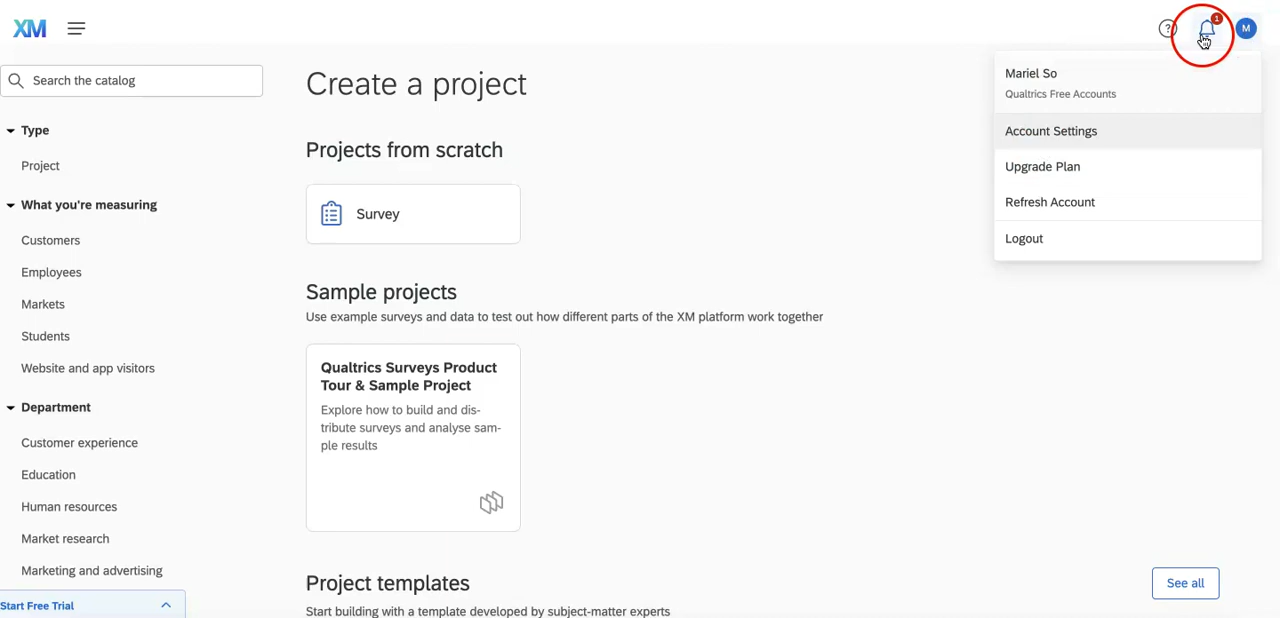 XM
?
1
M
Search the catalog
Type
Project
What you're measuring
Customers
Employees
Markets
Students
Website and app visitors
Department
Customer experience
Education
Human resources
Market research
Marketing and advertising
Start Free Trial
Create a project
Projects from scratch
Survey
Sample projects
Use example surveys and data to test out how different parts of the XM platform work together
Qualtrics Surveys Product
Tour & Sample Project
Explore how to build and dis-
tribute surveys and analyse sam-
ple results
Project templates
Start building with a template developed by subject-matter experts
See all
Mariel So
Qualtrics Free Accounts
Account Settings
Upgrade Plan
Refresh Account
Logout